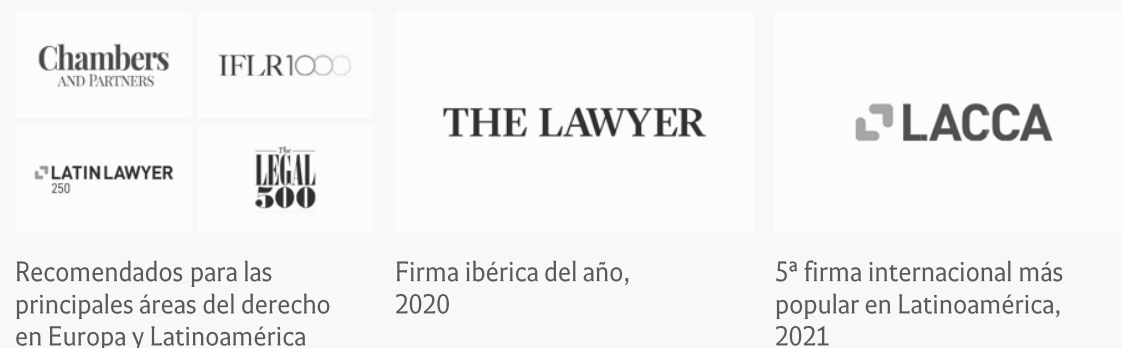 Chambers
AND PARTNERS
IFLR1000
LATINLAWYER
250
The
LEGAL
500
THE LAWYER
LACCA
Recomendados para las
principales áreas del derecho
en Europa y Latinoamérica
Firma ibérica del año,
2020
5ª firma internacional más
popular en Latinoamérica,
2021